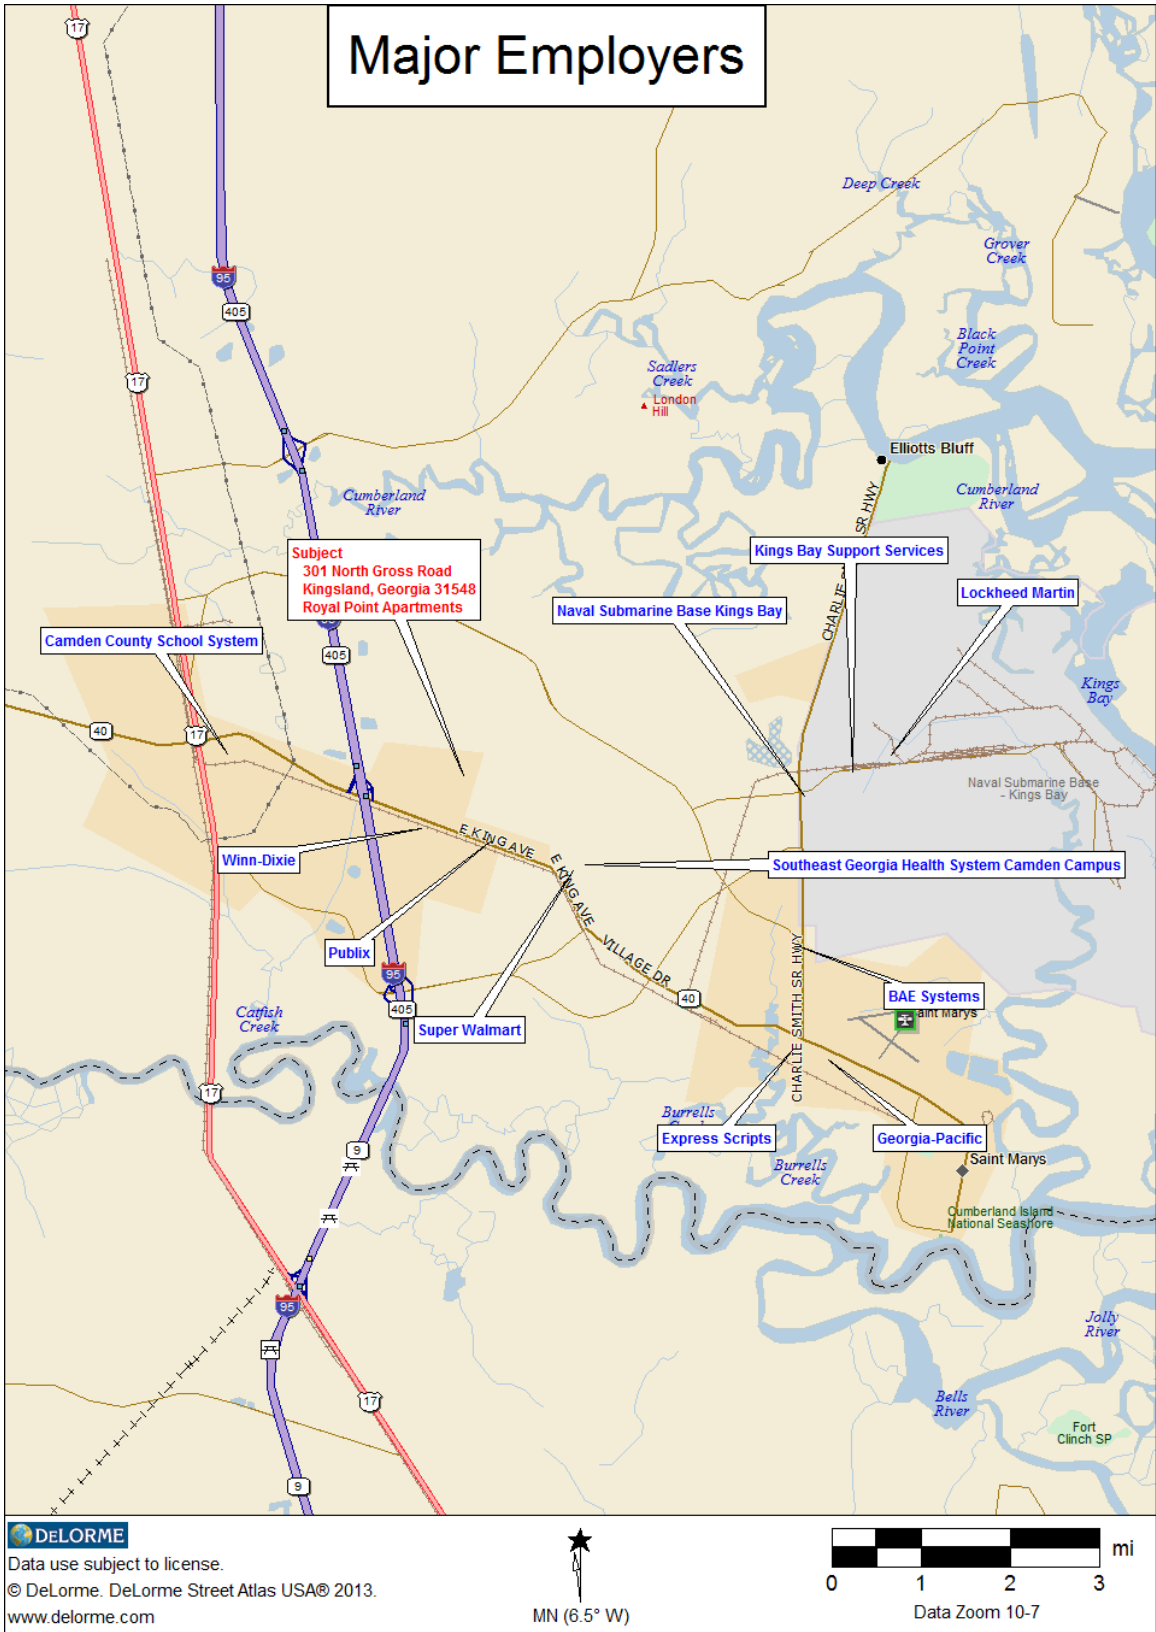 Major Employers
17
95
405
Deep Creek
Grover
Creek
Black
Point
Creek
Sadlers
Creek
London
Hill
17
Elliotts Bluff
Cumberland
River
Cumberland
River
CHARLIE
SR HWY
Subject
301 North Gross Road
Kingsland, Georgia 31548
Royal Point Apartments
Kings Bay Support Services
Lockheed Martin
Naval Submarine Base Kings Bay
Camden County School System
405
Kings
Bay
40
17
Naval Submarine Base
- Kings Bay
E KING AVE
E KING AVE
Winn-Dixie
Southeast Georgia Health System Camden Campus
Publix
VILLAGE DR
CHARLIE SMITH SR HWY
95
405
40
BAE Systems
aint Marys
Catfish
Creek
Super Walmart
17
Burrells
Express Scripts
Georgia-Pacific
9
Burrells
Creek
Saint Marys
Cumberland Island
National Seashore
95
Jolly
River
17
Bells
River
Fort
Clinch SP
9
DELORME
Data use subject to license.
© DeLorme. DeLorme Street Atlas USA® 2013.
www.delorme.com
MN (6.5° W)
mi
0 1 2 3
Data Zoom 10-7